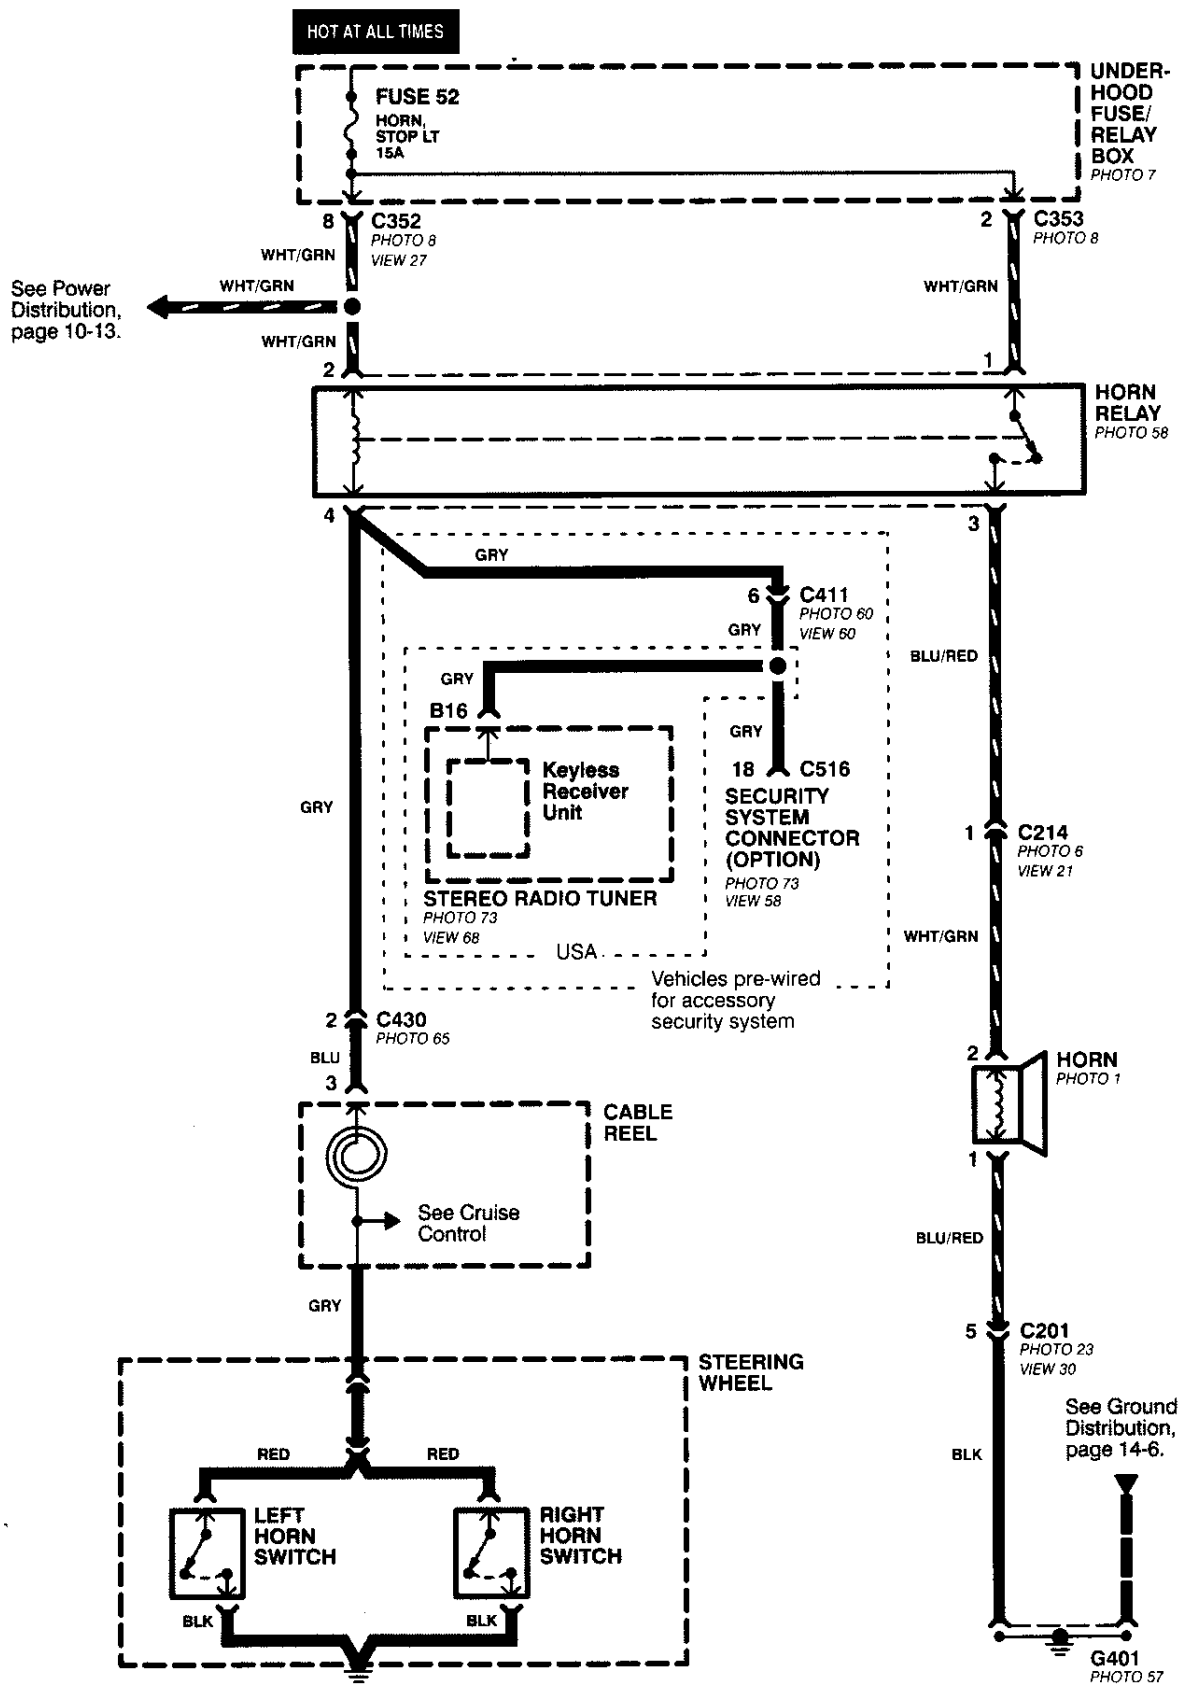 HOT AT ALL TIMES
FUSE 52
HORN,
STOP LT
15A
UNDER-
HOOD
FUSE/
RELAY
BOX
PHOTO 7
8
C352
PHOTO 8
VIEW 27
2
C353
PHOTO 8
WHT/GRN
See Power
Distribution,
page 10-13.
WHT/GRN
WHT/GRN
WHT/GRN
2
1
HORN
RELAY
PHOTO 58
4
3
GRY
6
C411
PHOTO 60
VIEW 60
GRY
GRY
B16
GRY
18
C516
Keyless
Receiver
Unit
SECURITY
SYSTEM
CONNECTOR
(OPTION)
PHOTO 73
VIEW 58
STEREO RADIO TUNER
PHOTO 73
VIEW 68
USA
Vehicles pre-wired
for accessory
security system
BLU/RED
GRY
1
C214
PHOTO 6
VIEW 21
WHT/GRN
2
C430
PHOTO 65
BLU
3
2
HORN
PHOTO 1
1
CABLE
REEL
See Cruise
Control
BLU/RED
GRY
5
C201
PHOTO 23
VIEW 30
STEERING
WHEEL
See Ground
Distribution,
page 14-6.
RED
RED
BLK
LEFT
HORN
SWITCH
RIGHT
HORN
SWITCH
BLK
BLK
G401
PHOTO 57